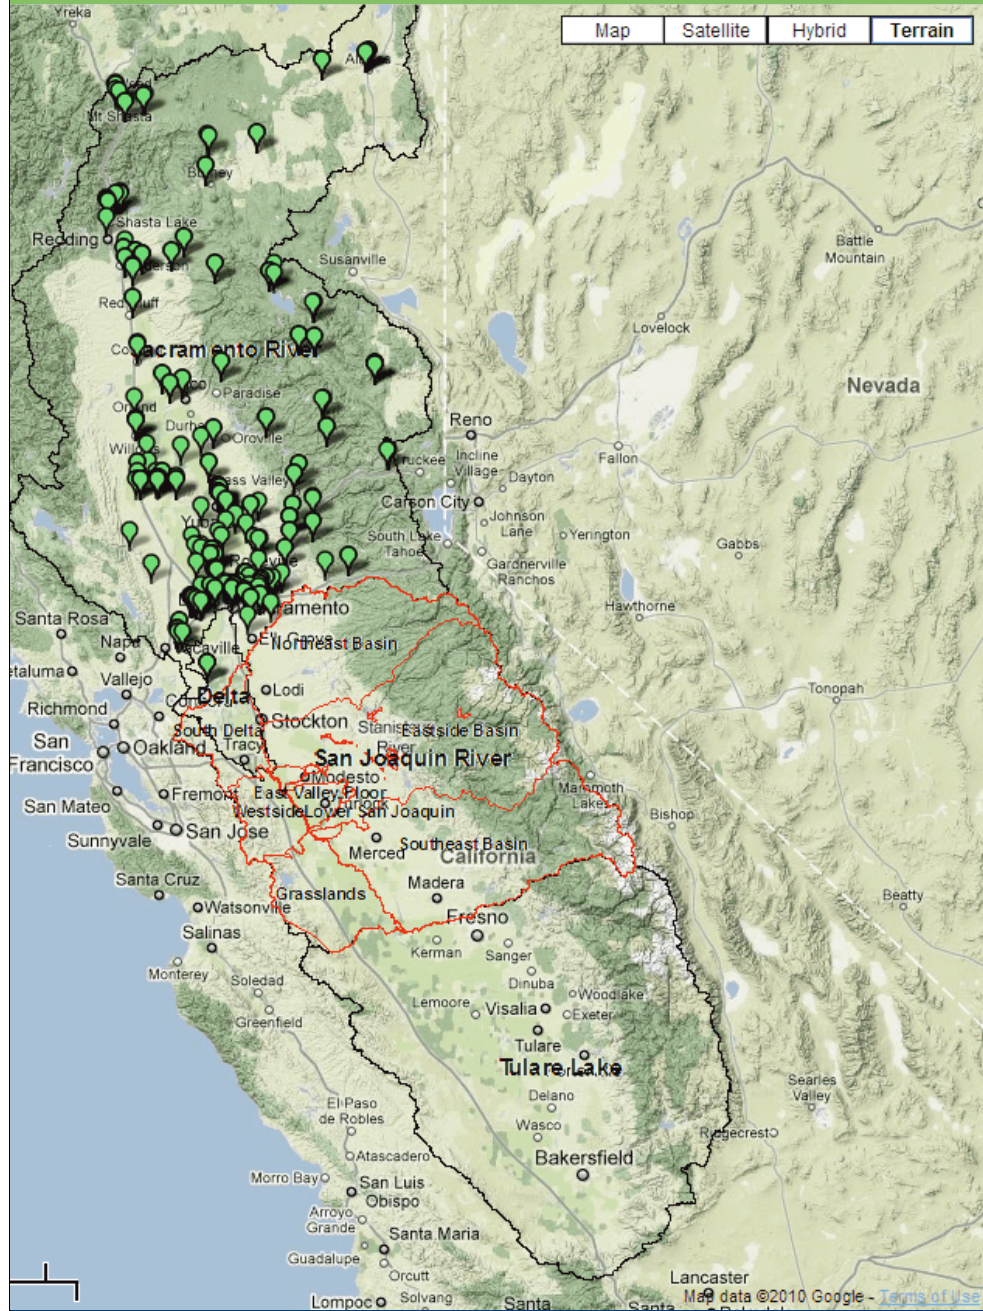 Yreka
Map
Satellite
Hybrid
Terrain
Mt Shasta
Burney
Shasta Lake
Redding
Susanville
Battle
Mountain
Red Bluff
Lovelock
Sacramento River
Nevada
Paradise
Orland
Reno
Oroville
Willows
Incline
Village
Fallon
Truckee
Dayton
Carson City
Johnson
Lane
Yerington
South Lake
Tahoe
Gabbs
Gardnerville
Ranchos
Hawthorne
Santa Rosa
Sacramento
Napa
Vacaville
Elk Grove
Northeast Basin
etaluma
Vallejo
Lodi
Tonopah
Delta
Concord
Richmond
Stockton
South Delta
Stanislaus
River
Eastside Basin
San
Francisco
Oakland
Tracy
San Joaquin River
Modesto
Mammoth
Lakes
Fremont
East Valley Floor
Turlock
San Mateo
Westside
Lower San Joaquin
Bishop
Sunnyvale
San Jose
Merced
Southeast Basin
California
Santa Cruz
Madera
Grasslands
Beatty
Watsonville
Fresno
Salinas
Kerman
Sanger
Monterey
Soledad
Dinuba
Woodlake
Lemoore
Visalia
Exeter
Greenfield
Tulare
Tulare Lake
Searles
Valley
Delano
El Paso
de Robles
Wasco
Ridgecrest
Atascadero
Bakersfield
Morro Bay
San Luis
Obispo
Arroyo
Grande
Santa Maria
Guadalupe
Orcutt
Lancaster
Lompoc
Solvang
Santa
Santa
Map data ©2010 Google - Terms of Use